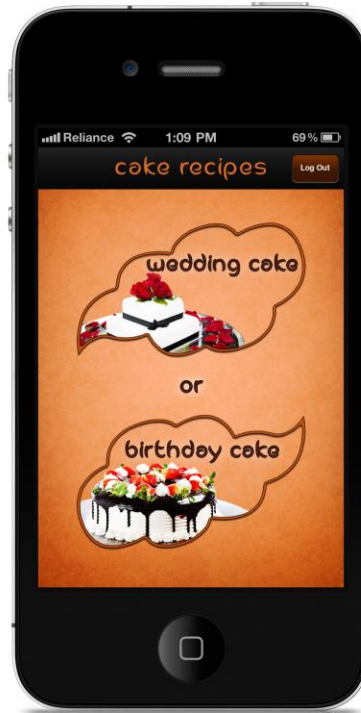 Reliance 1:09 PM 69%
cake recipes Log Out
wedding cake
or
birthday cake